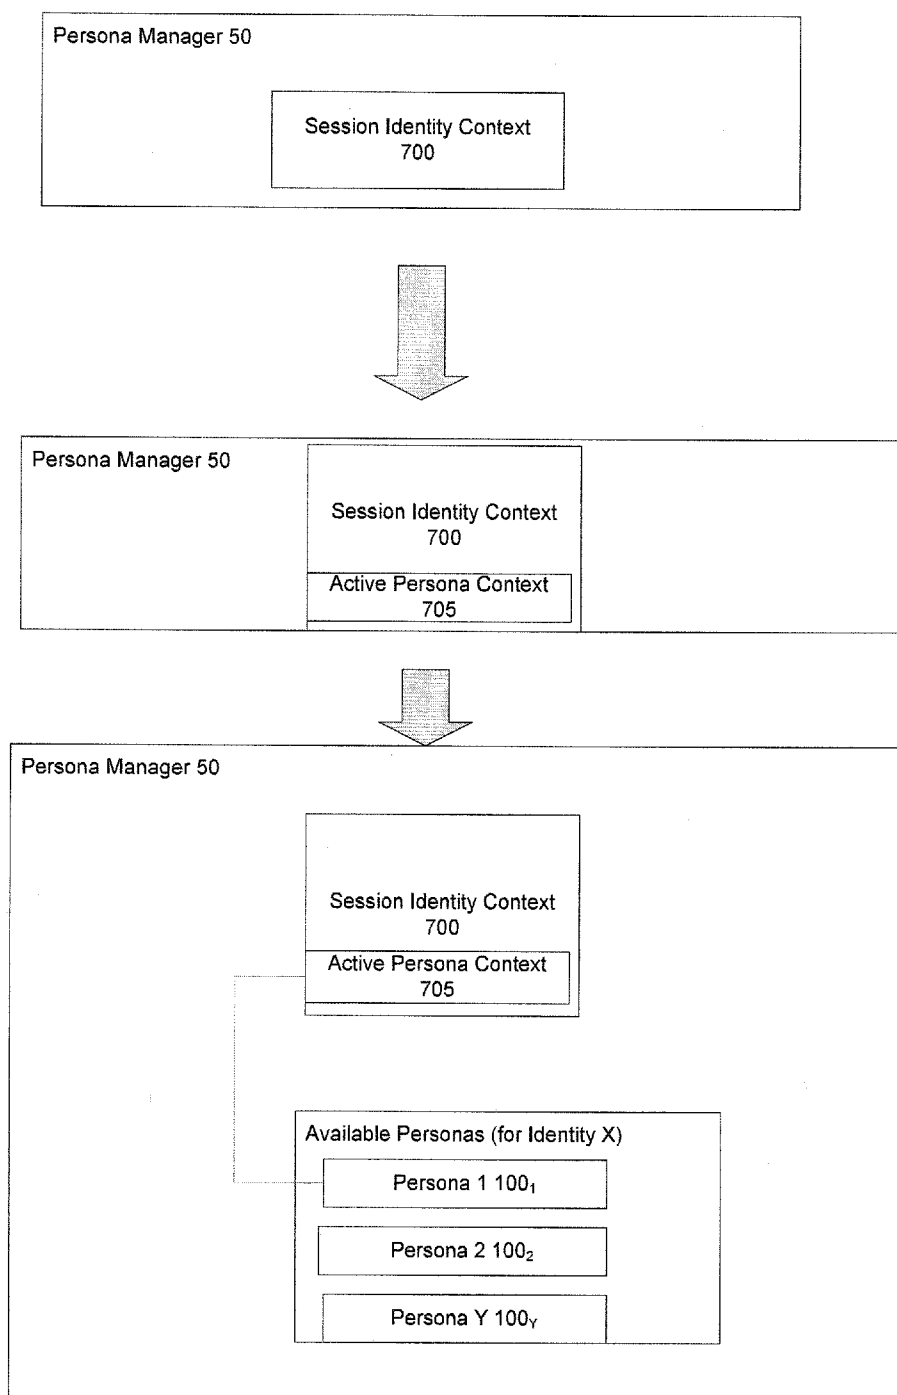 Persona Manager 50
Session Identity Context
700
Persona Manager 50
Session Identity Context
700
Active Persona Context
705
Persona Manager 50
Session Identity Context
700
Active Persona Context
705
Available Personas (for Identity X)
Persona 1 100₁
Persona 2 100₂
Persona Y 100Y